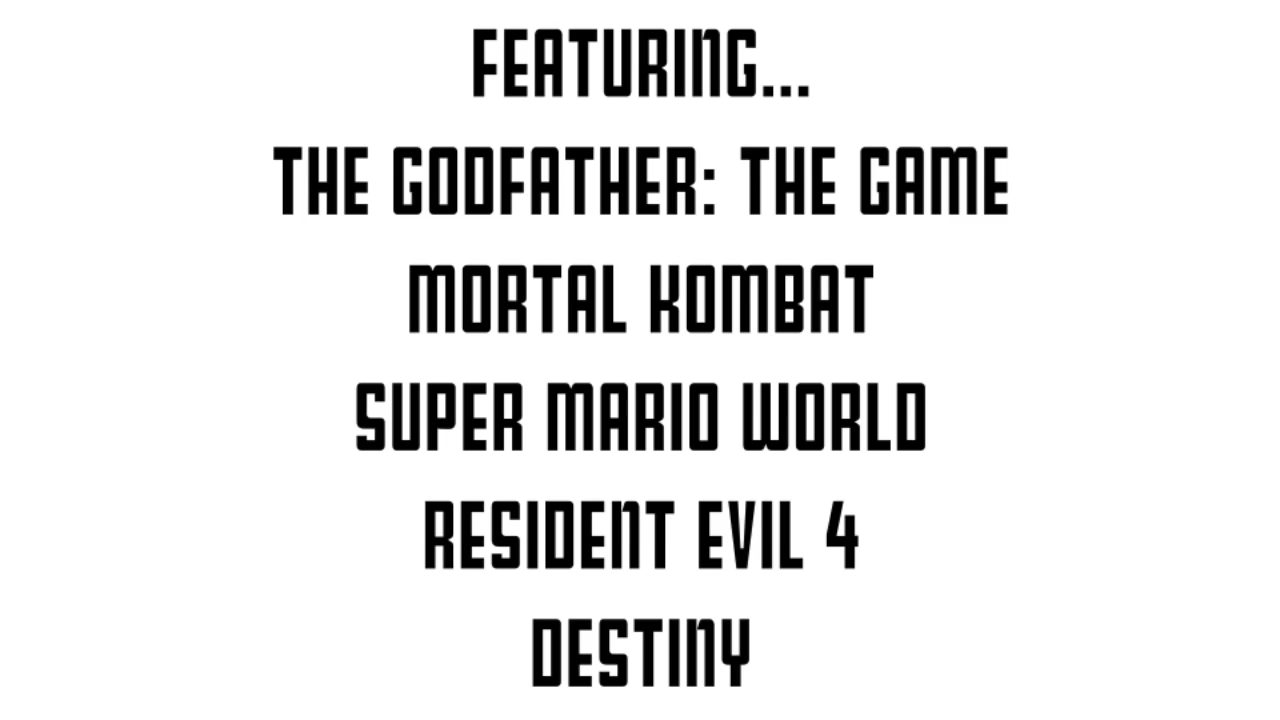 FEATURING...
THE GODFATHER: THE GAME
MORTAL KOMBAT
SUPER MARIO WORLD
RESIDENT EVIL 4
DESTINY